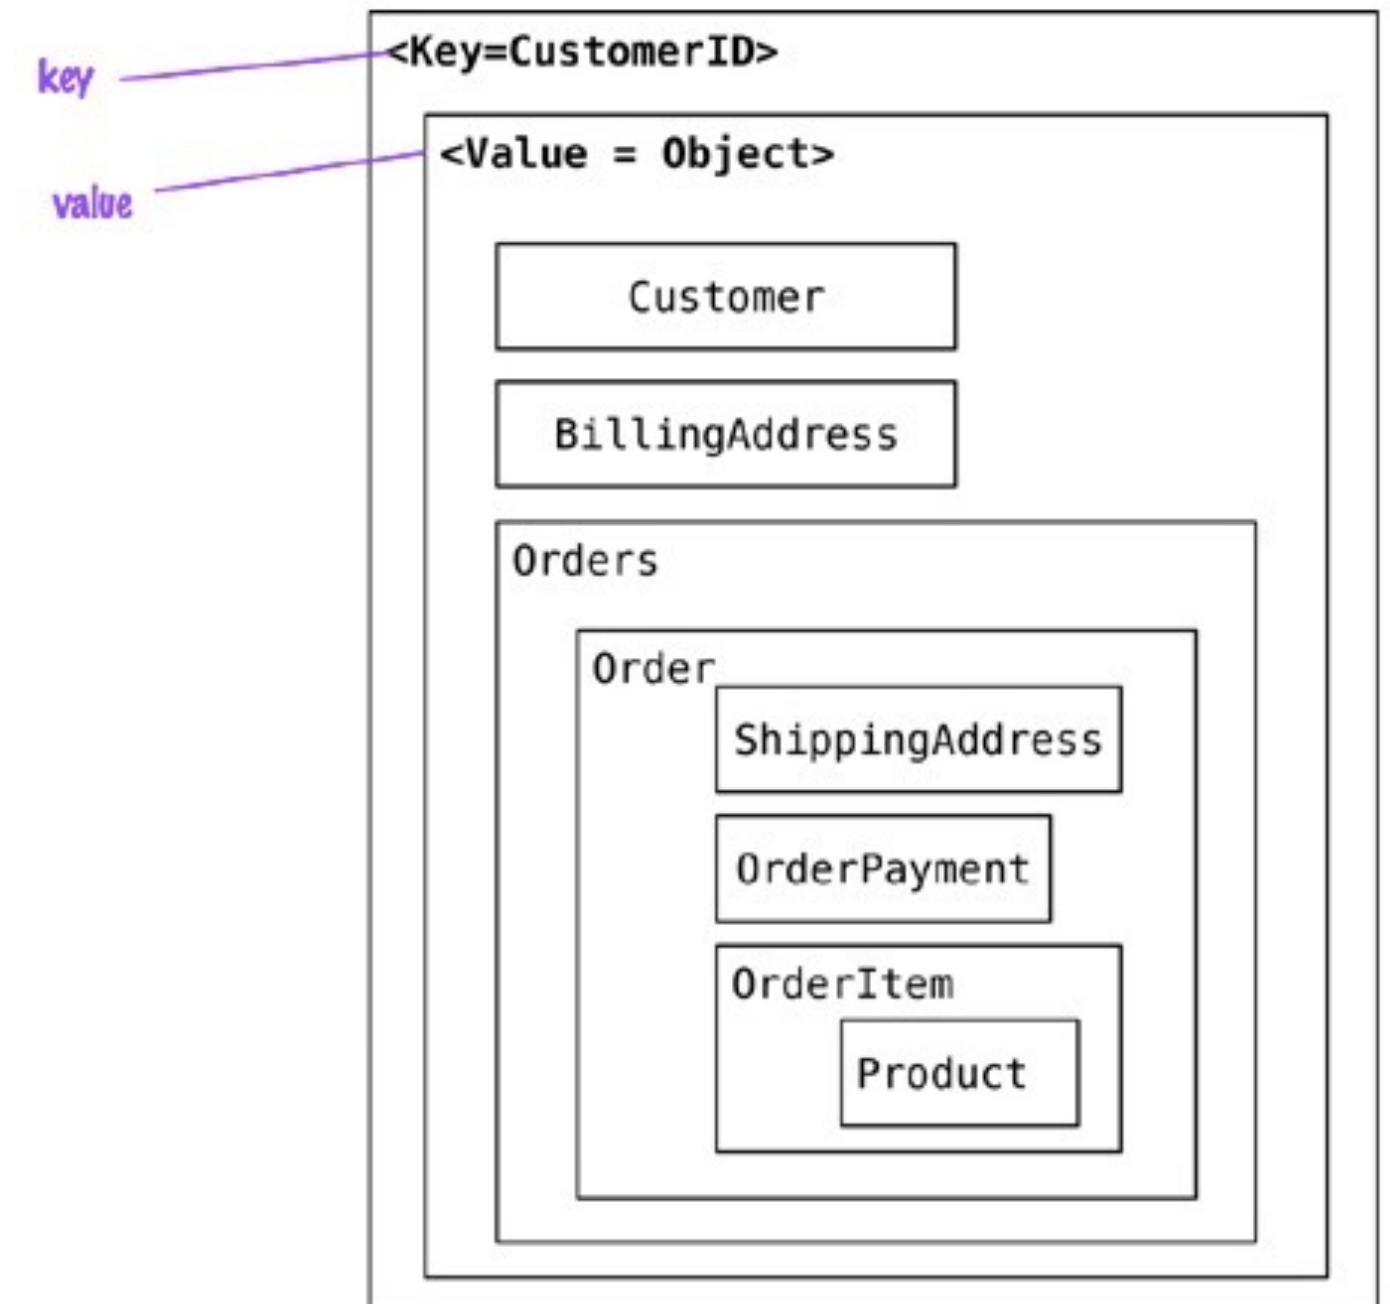 <Key=CustomerID>
key
<Value = Object>
value
Customer
BillingAddress
Orders
Order
ShippingAddress
OrderPayment
OrderItem
Product